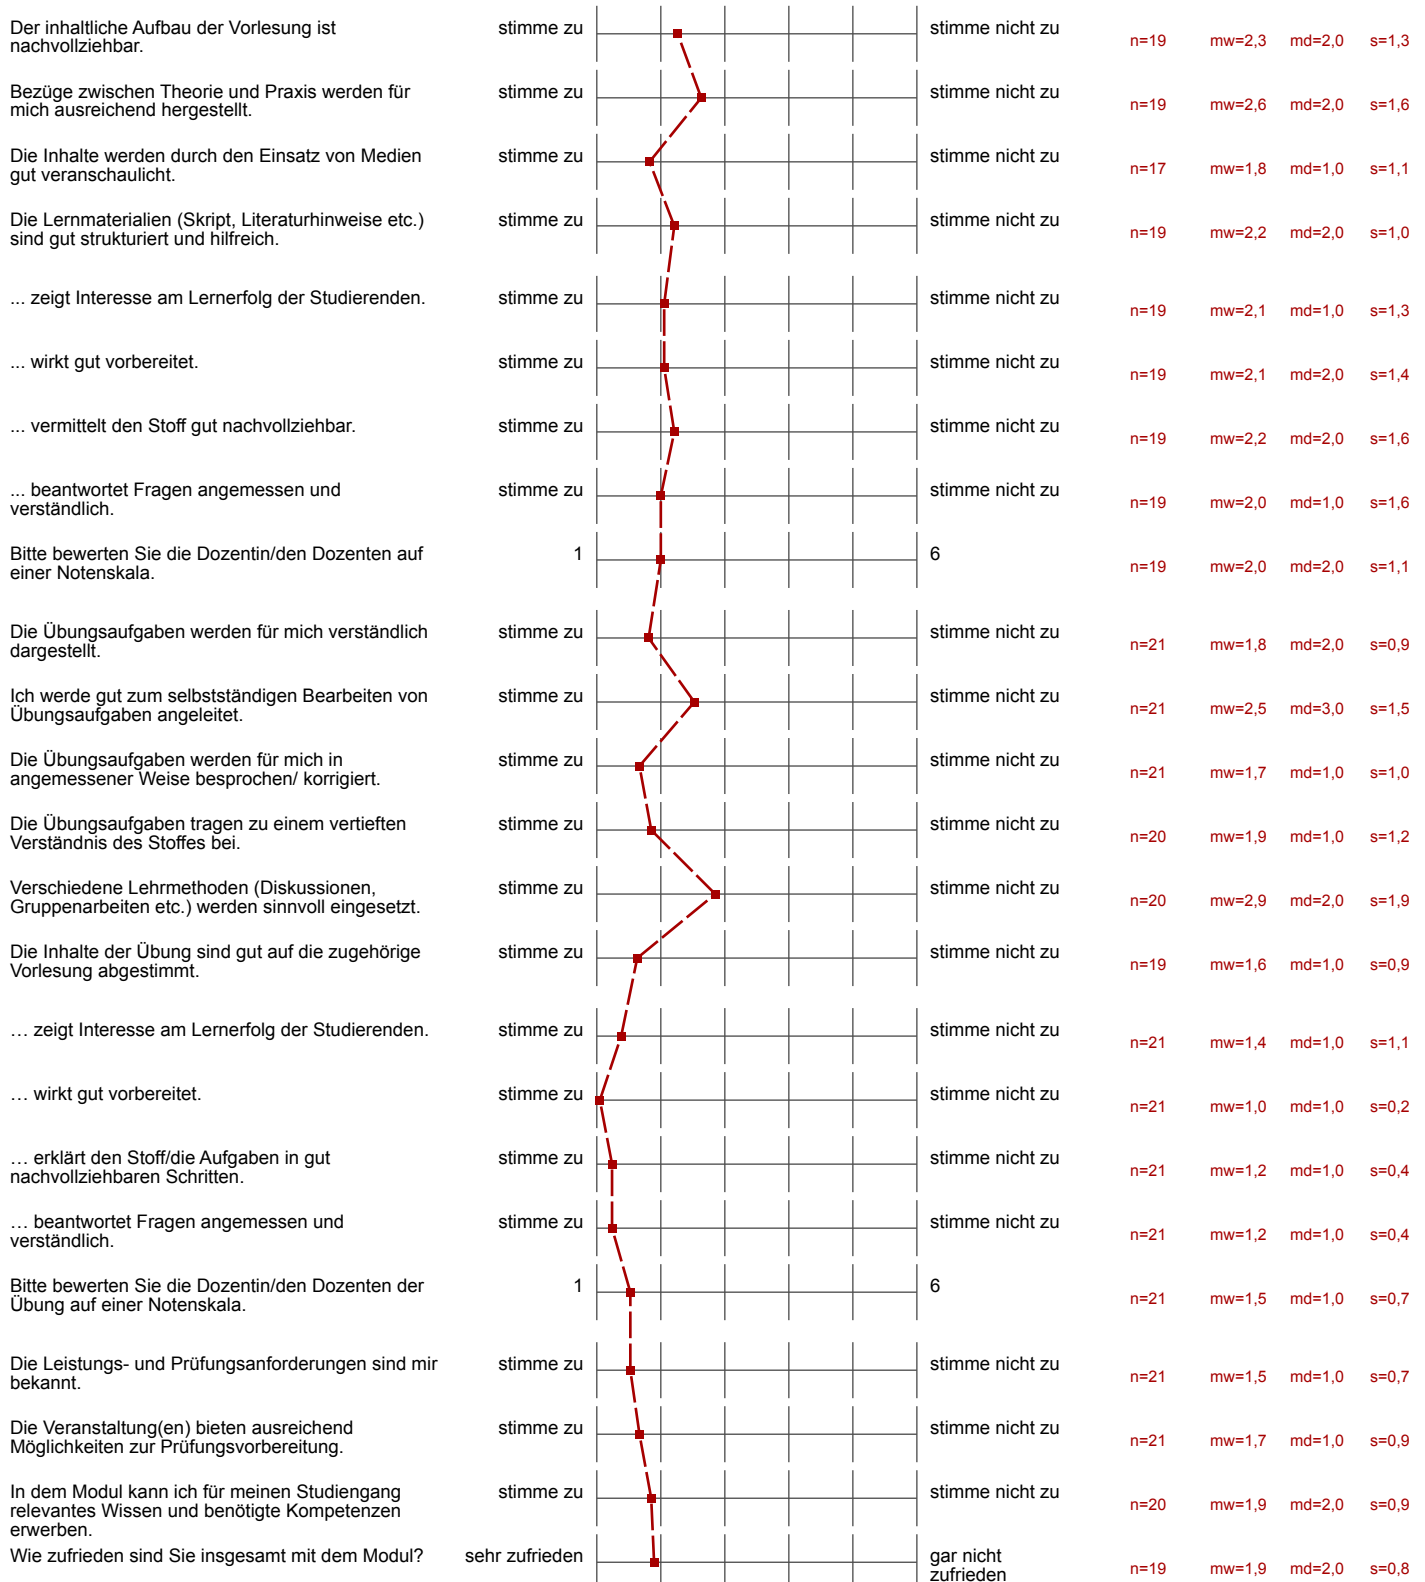 Der inhaltliche Aufbau der Vorlesung ist
nachvollziehbar.
stimme zu
stimme nicht zu
n=19 mw=2,3 md=2,0 s=1,3
Bezüge zwischen Theorie und Praxis werden für
mich ausreichend hergestellt.
stimme zu
stimme nicht zu
n=19 mw=2,6 md=2,0 s=1,6
Die Inhalte werden durch den Einsatz von Medien
gut veranschaulicht.
stimme zu
stimme nicht zu
n=17 mw=1,8 md=1,0 s=1,1
Die Lernmaterialien (Skript, Literaturhinweise etc.)
sind gut strukturiert und hilfreich.
stimme zu
stimme nicht zu
n=19 mw=2,2 md=2,0 s=1,0
... zeigt Interesse am Lernerfolg der Studierenden.
stimme zu
stimme nicht zu
n=19 mw=2,1 md=1,0 s=1,3
... wirkt gut vorbereitet.
stimme zu
stimme nicht zu
n=19 mw=2,1 md=2,0 s=1,4
... vermittelt den Stoff gut nachvollziehbar.
stimme zu
stimme nicht zu
n=19 mw=2,2 md=2,0 s=1,6
... beantwortet Fragen angemessen und
verständlich.
stimme zu
stimme nicht zu
n=19 mw=2,0 md=1,0 s=1,6
Bitte bewerten Sie die Dozentin/den Dozenten auf
einer Notenskala.
1
6
n=19 mw=2,0 md=2,0 s=1,1
Die Übungsaufgaben werden für mich verständlich
dargestellt.
stimme zu
stimme nicht zu
n=21 mw=1,8 md=2,0 s=0,9
Ich werde gut zum selbstständigen Bearbeiten von
Übungsaufgaben angeleitet.
stimme zu
stimme nicht zu
n=21 mw=2,5 md=3,0 s=1,5
Die Übungsaufgaben werden für mich in
angemessener Weise besprochen/ korrigiert.
stimme zu
stimme nicht zu
n=21 mw=1,7 md=1,0 s=1,0
Die Übungsaufgaben tragen zu einem vertieften
Verständnis des Stoffes bei.
stimme zu
stimme nicht zu
n=20 mw=1,9 md=1,0 s=1,2
Verschiedene Lehrmethoden (Diskussionen,
Gruppenarbeiten etc.) werden sinnvoll eingesetzt.
stimme zu
stimme nicht zu
n=20 mw=2,9 md=2,0 s=1,9
Die Inhalte der Übung sind gut auf die zugehörige
Vorlesung abgestimmt.
stimme zu
stimme nicht zu
n=19 mw=1,6 md=1,0 s=0,9
… zeigt Interesse am Lernerfolg der Studierenden.
stimme zu
stimme nicht zu
n=21 mw=1,4 md=1,0 s=1,1
… wirkt gut vorbereitet.
stimme zu
stimme nicht zu
n=21 mw=1,0 md=1,0 s=0,2
… erklärt den Stoff/die Aufgaben in gut
nachvollziehbaren Schritten.
stimme zu
stimme nicht zu
n=21 mw=1,2 md=1,0 s=0,4
… beantwortet Fragen angemessen und
verständlich.
stimme zu
stimme nicht zu
n=21 mw=1,2 md=1,0 s=0,4
Bitte bewerten Sie die Dozentin/den Dozenten der
Übung auf einer Notenskala.
1
6
n=21 mw=1,5 md=1,0 s=0,7
Die Leistungs- und Prüfungsanforderungen sind mir
bekannt.
stimme zu
stimme nicht zu
n=21 mw=1,5 md=1,0 s=0,7
Die Veranstaltung(en) bieten ausreichend
Möglichkeiten zur Prüfungsvorbereitung.
stimme zu
stimme nicht zu
n=21 mw=1,7 md=1,0 s=0,9
In dem Modul kann ich für meinen Studiengang
relevantes Wissen und benötigte Kompetenzen
erwerben.
stimme zu
stimme nicht zu
n=20 mw=1,9 md=2,0 s=0,9
Wie zufrieden sind Sie insgesamt mit dem Modul?
sehr zufrieden
gar nicht
zufrieden
n=19 mw=1,9 md=2,0 s=0,8